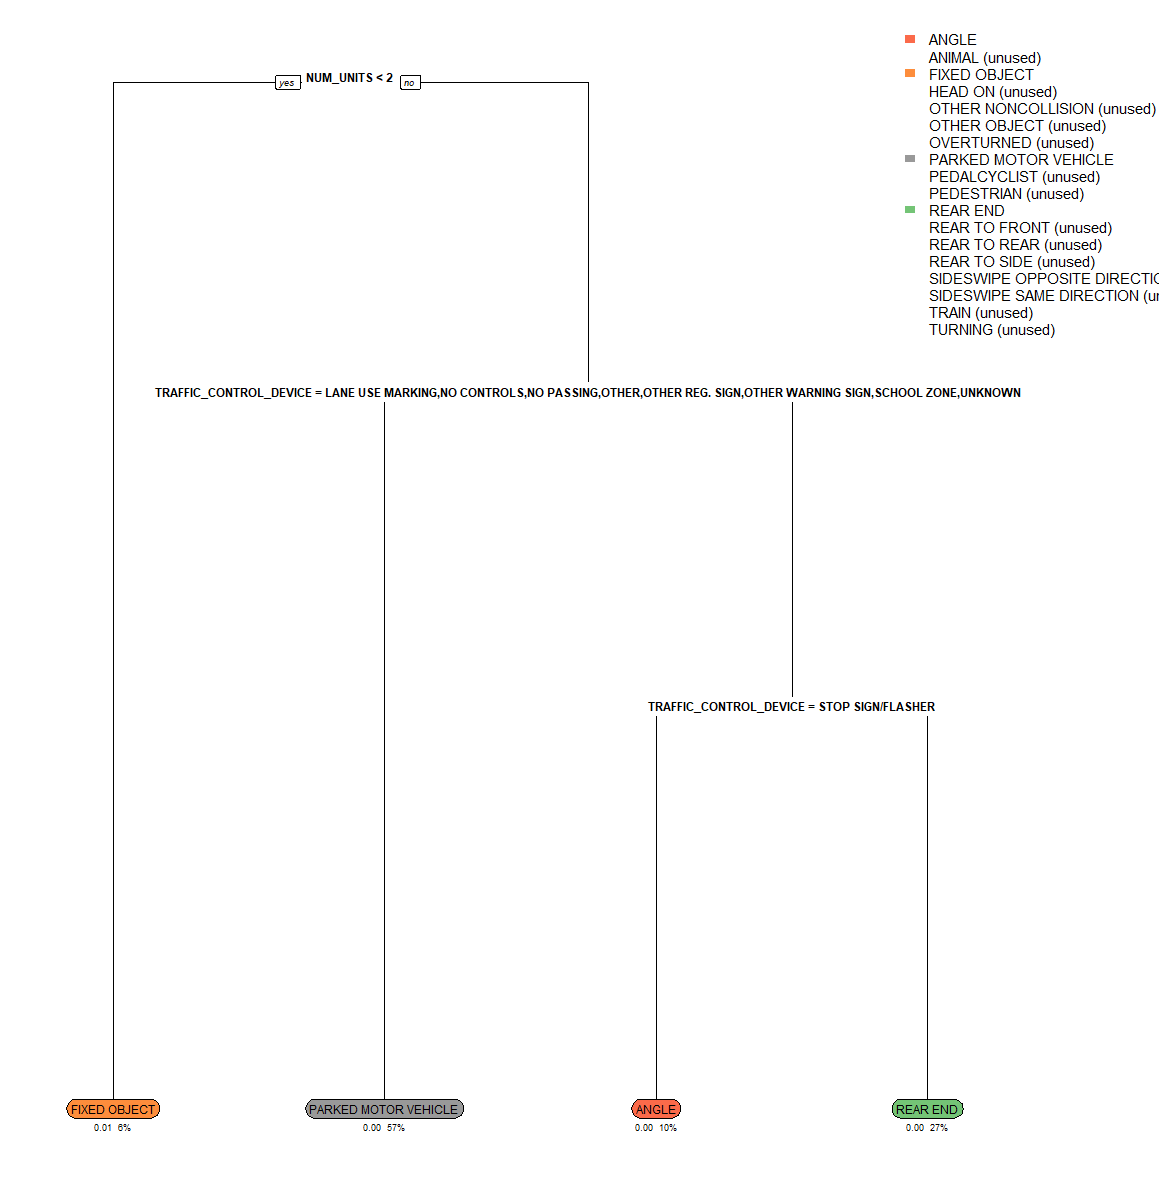 ANGLE
ANIMAL (unused)
FIXED OBJECT
HEAD ON (unused)
OTHER NONCOLLISION (unused)
OTHER OBJECT (unused)
OVERTURNED (unused)
PARKED MOTOR VEHICLE
PEDALCYCLIST (unused)
PEDESTRIAN (unused)
REAR END
REAR TO FRONT (unused)
REAR TO REAR (unused)
REAR TO SIDE (unused)
SIDESWIPE OPPOSITE
SIDESWIPE SAME DIRECTION
TRAIN (unused)
TURNING (unused)
yes NUM_UNITS < 2 no
TRAFFIC_CONTROL_DEVICE = LANE USE MARKING,NO CONTROLS,NO PASSING,OTHER,OTHER REG. SIGN,OTHER WARNING SIGN,SCHOOL ZONE,UNKNOWN
TRAFFIC_CONTROL_DEVICE = STOP SIGN/FLASHER
FIXED OBJECT PARKED MOTOR VEHICLE ANGLE REAR END
0.01 6% 0.00 57% 0.00 10% 0.00 27%